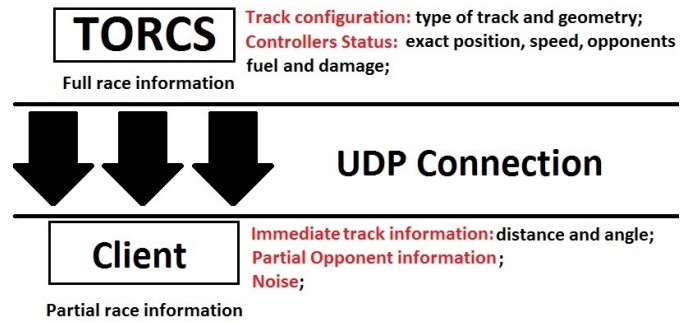 TORCS
Track configuration: type of track and geometry;
Controllers Status: exact position, speed, opponents
fuel and damage;
Full race information
UDP Connection
Client
Immediate track information: distance and angle;
Partial Opponent information ;
Noise;
Partial race information